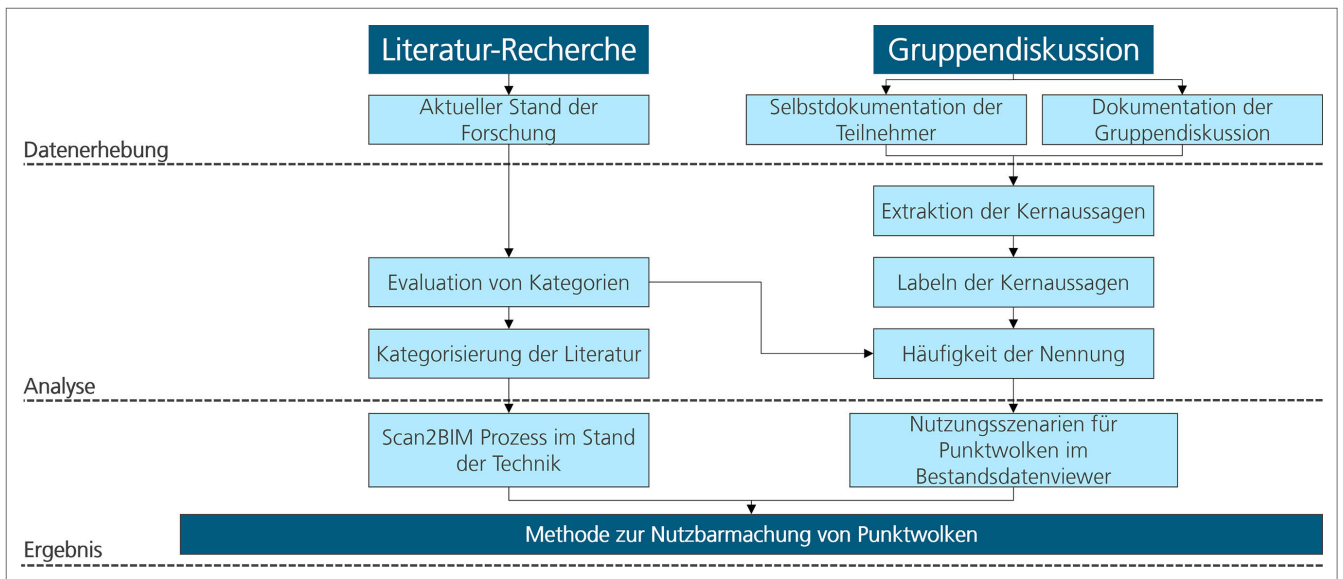 Literatur-Recherche
Gruppendiskussion
Aktueller Stand der
Forschung
Selbstdokumentation der
Teilnehmer
Dokumentation der
Gruppendiskussion
Datenerhebung
Extraktion der Kernaussagen
Evaluation von Kategorien
Labeln der Kernaussagen
Kategorisierung der Literatur
Häufigkeit der Nennung
Analyse
Scan2BIM Prozess im Stand
der Technik
Nutzungsszenarien für
Punktwolken im
Bestandsdatenviewer
Methode zur Nutzbarmachung von Punktwolken
Ergebnis